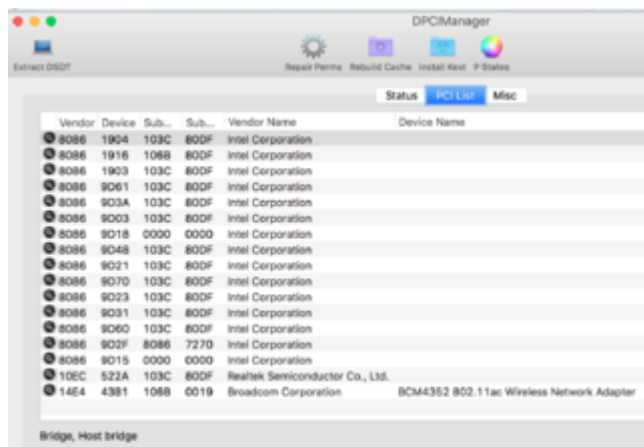 DPCIManager
Extract DSDT Repair Perms Rebuild Cache Install Kext P States
Status PCI List Misc
Vendor Device Sub... Sub... Vendor Name Device Name
8086 1904 103C 80DF Intel Corporation
8086 1916 106B 80DF Intel Corporation
8086 1903 103C 80DF Intel Corporation
8086 9D61 103C 80DF Intel Corporation
8086 9D3A 103C 80DF Intel Corporation
8086 9D03 103C 80DF Intel Corporation
8086 9D18 0000 0000 Intel Corporation
8086 9D48 103C 80DF Intel Corporation
8086 9D21 103C 80DF Intel Corporation
8086 9D70 103C 80DF Intel Corporation
8086 9D23 103C 80DF Intel Corporation
8086 9D31 103C 80DF Intel Corporation
8086 9D60 103C 80DF Intel Corporation
8086 9D2F 8086 7270 Intel Corporation
8086 9D15 0000 0000 Intel Corporation
10EC 522A 103C 80DF Realtek Semiconductor Co., Ltd.
14E4 43B1 106B 0019 Broadcom Corporation BCM4352 802.11ac Wireless Network Adapter
Bridge, Host bridge